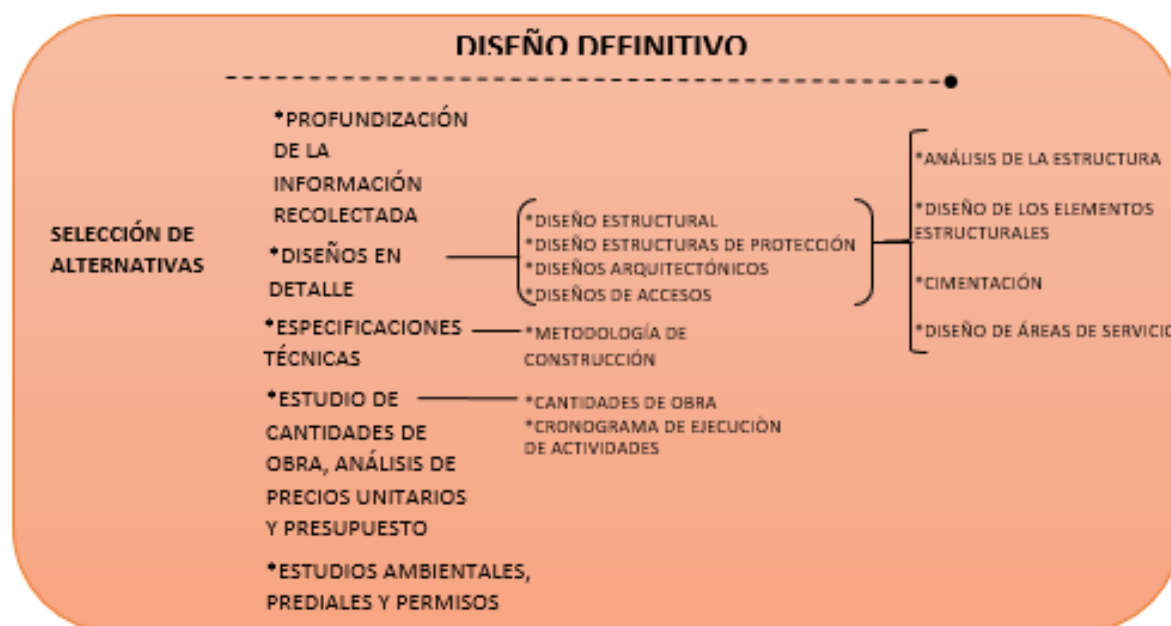 DISEÑO DEFINITIVO
SELECCIÓN DE
ALTERNATIVAS
*PROFUNDIZACIÓN
DE LA
INFORMACIÓN
RECOLECTADA
*DISEÑOS EN
DETALLE
*ESPECIFICACIONES
TÉCNICAS
*ESTUDIO DE
CANTIDADES DE
OBRA, ANÁLISIS DE
PRECIOS UNITARIOS
Y PRESUPUESTO
*ESTUDIOS AMBIENTALES,
PREDIALES Y PERMISOS
*DISEÑO ESTRUCTURAL
*DISEÑO ESTRUCTURAS DE PROTECCIÓN
*DISEÑOS ARQUITECTÓNICOS
*DISEÑOS DE ACCESOS
*METODOLOGÍA DE
CONSTRUCCIÓN
*CANTIDADES DE OBRA
*CRONOGRAMA DE EJECUCIÒN
DE ACTIVIDADES
*ANÁLISIS DE LA ESTRUCTURA
*DISEÑO DE LOS ELEMENTOS
ESTRUCTURALES
*CIMENTACIÓN
*DISEÑO DE ÁREAS DE SERVICIO